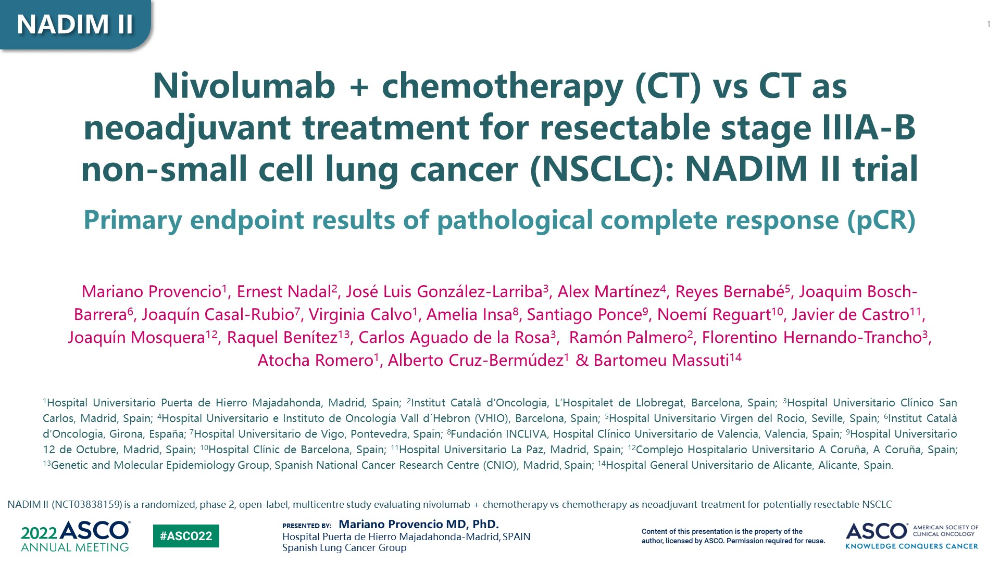 NADIM II
1
Nivolumab + chemotherapy (CT) vs CT as
neoadjuvant treatment for resectable stage IIIA-B
non-small cell lung cancer (NSCLC): NADIM II trial
Primary endpoint results of pathological complete response (pCR)
Mariano Provencio¹, Ernest Nadal², José Luis González-Larriba³, Alex Martínez⁴, Reyes Bernabé⁵, Joaquim Bosch-
Barrera⁶, Joaquín Casal-Rubio⁷, Virginia Calvo¹, Amelia Insa⁸, Santiago Ponce⁹, Noemí Reguart¹⁰, Javier de Castro¹¹,
Joaquín Mosquera¹², Raquel Benítez¹³, Carlos Aguado de la Rosa³, Ramón Palmero², Florentino Hernando-Trancho³,
Atocha Romero¹, Alberto Cruz-Bermúdez¹ & Bartomeu Massuti¹⁴
¹Hospital Universitario Puerta de Hierro-Majadahonda, Madrid, Spain; ²Institut Català d’Oncologia, L’Hospitalet de Llobregat, Barcelona, Spain; ³Hospital Universitario Clínico San
Carlos, Madrid, Spain; ⁴Hospital Universitario e Instituto de Oncología Vall d´Hebron (VHIO), Barcelona, Spain; ⁵Hospital Universitario Virgen del Rocio, Seville, Spain; ⁶Institut Català
d’Oncologia, Girona, España; ⁷Hospital Universitario de Vigo, Pontevedra, Spain; ⁸Fundación INCLIVA, Hospital Clínico Universitario de Valencia, Valencia, Spain; ⁹Hospital Universitario
12 de Octubre, Madrid, Spain; ¹⁰Hospital Clínic de Barcelona, Spain; ¹¹Hospital Universitario La Paz, Madrid, Spain; ¹²Complejo Hospitalario Universitario A Coruña, A Coruña, Spain;
¹³Genetic and Molecular Epidemiology Group, Spanish National Cancer Research Centre (CNIO), Madrid, Spain; ¹⁴Hospital General Universitario de Alicante, Alicante, Spain.
NADIM II (NCT03838159) is a randomized, phase 2, open-label, multicentre study evaluating nivolumab + chemotherapy vs chemotherapy as neoadjuvant treatment for potentially resectable NSCLC
2022 ASCO®
ANNUAL MEETING
#ASCO22
PRESENTED BY: Mariano Provencio MD, PhD.
Hospital Puerta de Hierro Majadahonda-Madrid, SPAIN
Spanish Lung Cancer Group
Content of this presentation is the property of the
author, licensed by ASCO. Permission required for reuse.
ASCO® AMERICAN SOCIETY OF
CLINICAL ONCOLOGY
KNOWLEDGE CONQUERS CANCER